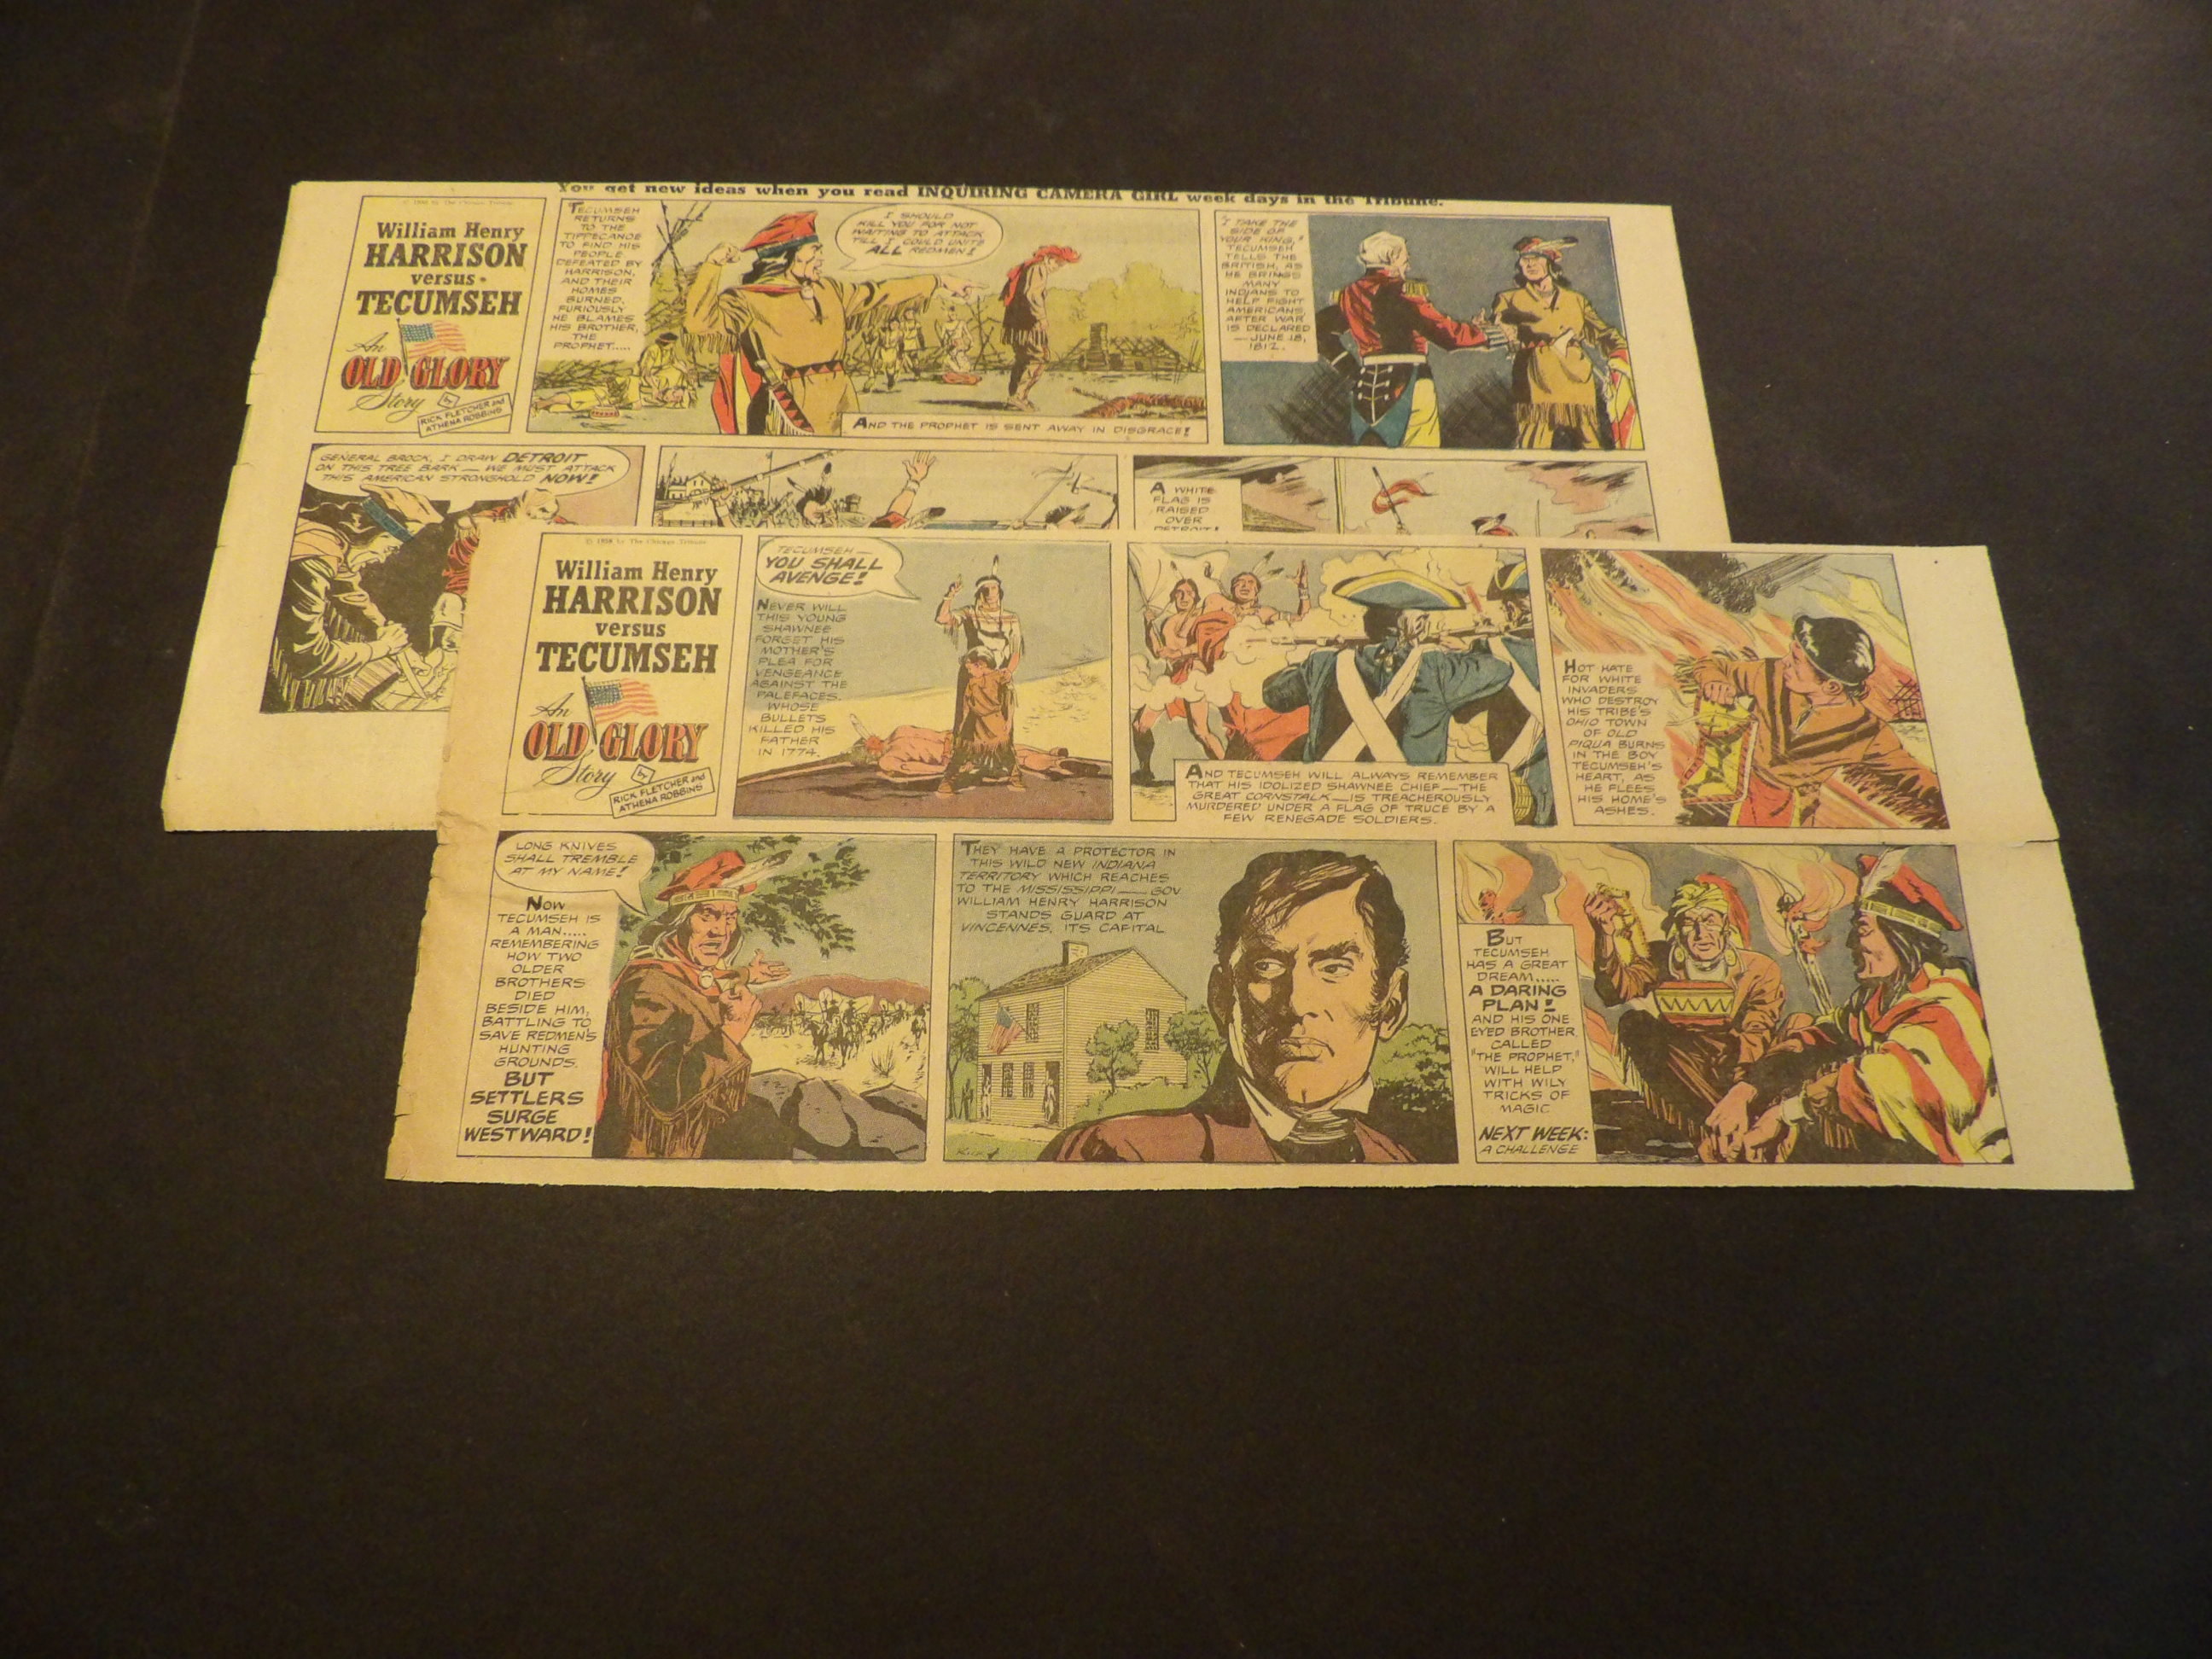 You get new ideas when you read INQUIRING CAMERA GIRL week days in the Tribune.
William Henry
HARRISON
versus
TECUMSEH
An
OLD GLORY
Story
by
RICK FLETCHER and
ATHENA ROBBINS
TECUMSEH
RETURNS
TO THE
TIPPECANOE
TO FIND HIS
PEOPLE
DEFEATED BY
HARRISON,
AND THEIR
HOMES
BURNED.
FURIOUSLY
HE BLAMES
HIS BROTHER,
THE
PROPHET.....
I SHOULD
KILL YOU FOR NOT
WAITING TO ATTACK
TILL I COULD UNITE
ALL REDMEN!
AND THE PROPHET IS SENT AWAY IN DISGRACE!
"I TAKE THE
SIDE OF
YOUR KING,"
TECUMSEH
TELLS THE
BRITISH, AS
HE BRINGS
MANY
INDIANS TO
HELP FIGHT
AMERICANS,
AFTER WAR
IS DECLARED
—JUNE 18,
1812.
GENERAL BROCK, I DRAW DETROIT
ON THIS TREE BARK — WE MUST ATTACK
THIS AMERICAN STRONGHOLD NOW!
A WHITE
FLAG IS
RAISED
OVER
DETROIT!
© 1958 by The Chicago Tribune
William Henry
HARRISON
versus
TECUMSEH
An
OLD GLORY
Story
by
RICK FLETCHER and
ATHENA ROBBINS
TECUMSEH —
YOU SHALL
AVENGE!
NEVER WILL
THIS YOUNG
SHAWNEE
FORGET HIS
MOTHER'S
PLEA FOR
VENGEANCE
AGAINST THE
PALEFACES,
WHOSE
BULLETS
KILLED HIS
FATHER
IN 1774.
AND TECUMSEH WILL ALWAYS REMEMBER
THAT HIS IDOLIZED SHAWNEE CHIEF — THE
GREAT CORNSTALK — IS TREACHEROUSLY
MURDERED UNDER A FLAG OF TRUCE BY A
FEW RENEGADE SOLDIERS.
HOT HATE
FOR WHITE
INVADERS
WHO DESTROY
HIS TRIBE'S
OHIO TOWN
OF OLD
PIQUA BURNS
IN THE BOY
TECUMSEH'S
HEART, AS
HE FLEES
HIS HOME'S
ASHES.
LONG KNIVES
SHALL TREMBLE
AT MY NAME!
NOW
TECUMSEH IS
A MAN.....
REMEMBERING
HOW TWO
OLDER
BROTHERS
DIED
BESIDE HIM,
BATTLING TO
SAVE REDMEN'S
HUNTING
GROUNDS.
BUT
SETTLERS
SURGE
WESTWARD!
THEY HAVE A PROTECTOR IN
THIS WILD NEW INDIANA
TERRITORY WHICH REACHES
TO THE MISSISSIPPI — GOV
WILLIAM HENRY HARRISON
STANDS GUARD AT
VINCENNES, ITS CAPITAL
BUT
TECUMSEH
HAS A GREAT
DREAM.....
A DARING
PLAN!
AND HIS ONE
EYED BROTHER,
CALLED
"THE PROPHET,"
WILL HELP
WITH WILY
TRICKS OF
MAGIC
NEXT WEEK:
A CHALLENGE